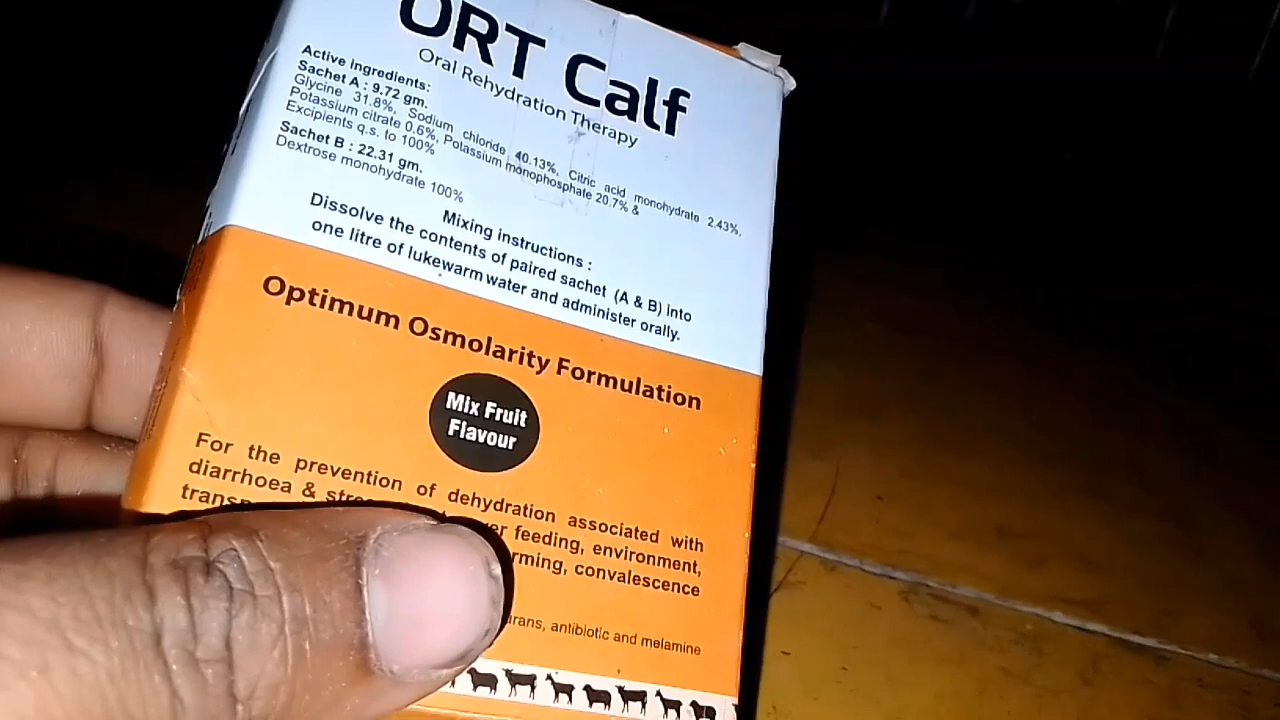 ORT Calf
Oral Rehydration Therapy
Active ingredients:
Sachet A : 9.72 gm.
Glycine 31.8%, Sodium chloride 40.13%, Citric acid monohydrate 2.43%,
Potassium citrate 0.6%, Potassium monophosphate 20.7% &
Excipients q.s. to 100%
Sachet B : 22.31 gm.
Dextrose monohydrate 100%
Mixing instructions :
Dissolve the contents of paired sachet (A & B) into
one litre of lukewarm water and administer orally.
Optimum Osmolarity Formulation
Mix Fruit
Flavour
For the prevention of dehydration associated with
diarrhoea & feeding, environment,
convalescence
antibiotic and melamine